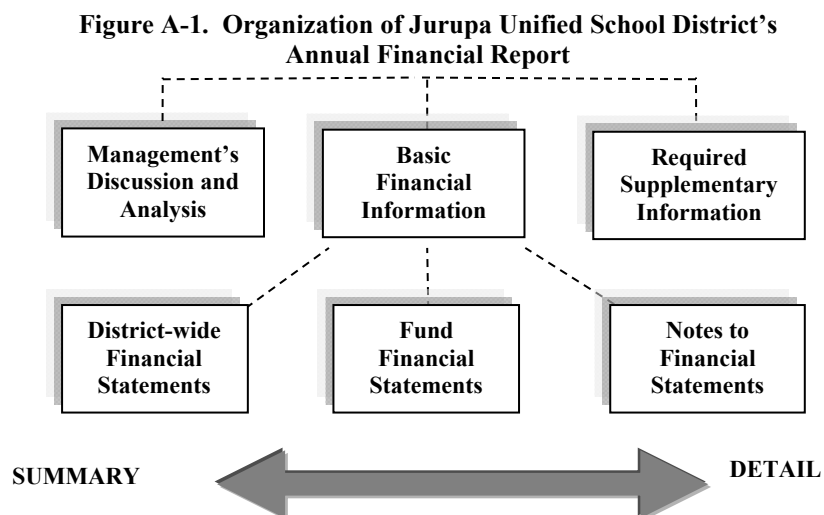 Figure A-1.  Organization of Jurupa Unified School District's
Annual Financial Report
Management's
Discussion and
Analysis
Basic
Financial
Information
Required
Supplementary
Information
District-wide
Financial
Statements
Fund
Financial
Statements
Notes to
Financial
Statements
SUMMARY
DETAIL